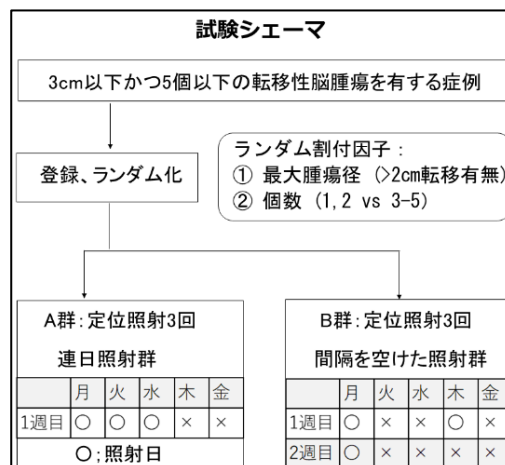 試験シェーマ
3cm以下かつ5個以下の転移性脳腫瘍を有する症例
登録、ランダム化
ランダム割付因子：
① 最大腫瘍径 (>2cm転移有無)
② 個数 (1, 2 vs 3-5)
A群：定位照射3回
連日照射群
月 火 水 木 金
1週目 〇 〇 〇 × ×
〇；照射日
B群：定位照射3回
間隔を空けた照射群
月 火 水 木 金
1週目 〇 × × 〇 ×
2週目 〇 × × × ×